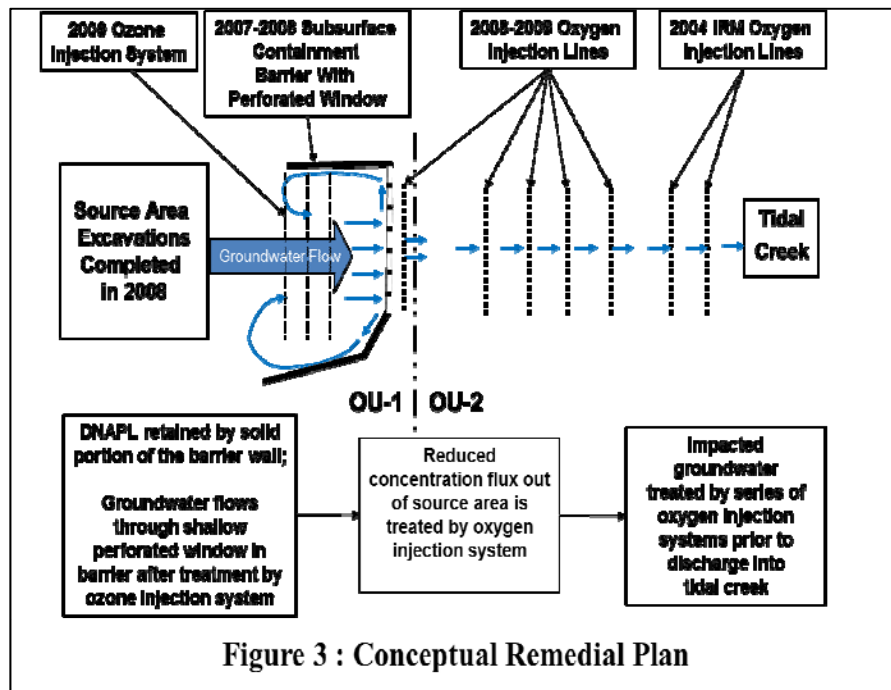 2006 Ozone
Injection System
2007-2008 Subsurface
Containment
Barrier With
Perforated Window
2008-2009 Oxygen
Injection Lines
2004 IRM Oxygen
Injection Lines
Source Area
Excavations
Completed
in 2008
Groundwater Flow
Tidal
Creek
OU-1
OU-2
DNAPL retained by solid
portion of the barrier wall;
Groundwater flows
through shallow
perforated window in
barrier after treatment by
ozone injection system
Reduced
concentration flux out
of source area is
treated by oxygen
injection system
Impacted
groundwater
treated by series of
oxygen injection
systems prior to
discharge into
tidal creek
Figure 3 : Conceptual Remedial Plan